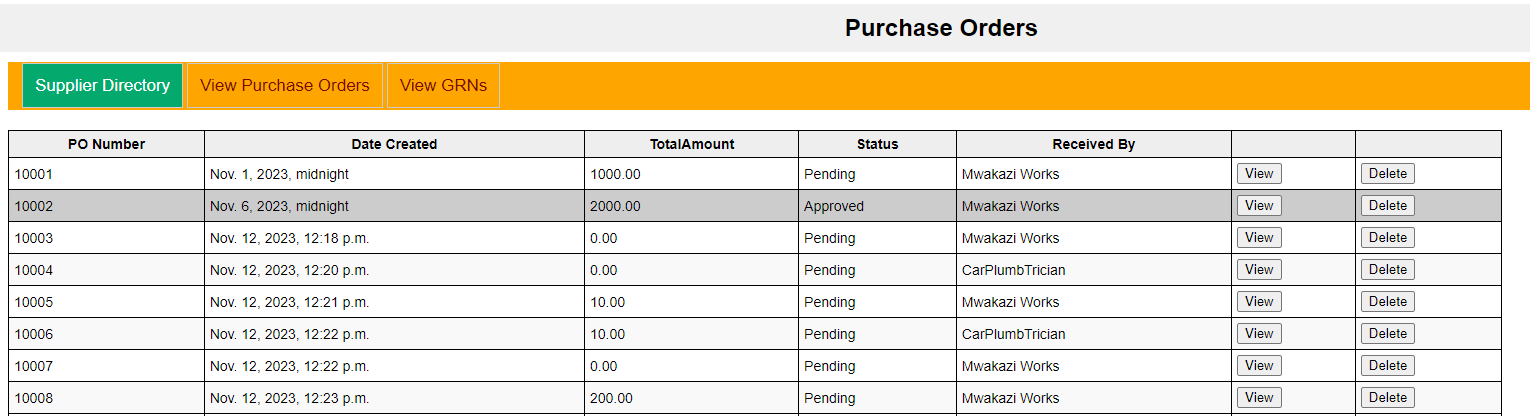 Purchase Orders
Supplier Directory View Purchase Orders View GRNs
PO Number Date Created TotalAmount Status Received By
10001 Nov. 1, 2023, midnight 1000.00 Pending Mwakazi Works View Delete
10002 Nov. 6, 2023, midnight 2000.00 Approved Mwakazi Works View Delete
10003 Nov. 12, 2023, 12:18 p.m. 0.00 Pending Mwakazi Works View Delete
10004 Nov. 12, 2023, 12:20 p.m. 0.00 Pending CarPlumbTrician View Delete
10005 Nov. 12, 2023, 12:21 p.m. 10.00 Pending Mwakazi Works View Delete
10006 Nov. 12, 2023, 12:22 p.m. 10.00 Pending CarPlumbTrician View Delete
10007 Nov. 12, 2023, 12:22 p.m. 0.00 Pending Mwakazi Works View Delete
10008 Nov. 12, 2023, 12:23 p.m. 200.00 Pending Mwakazi Works View Delete